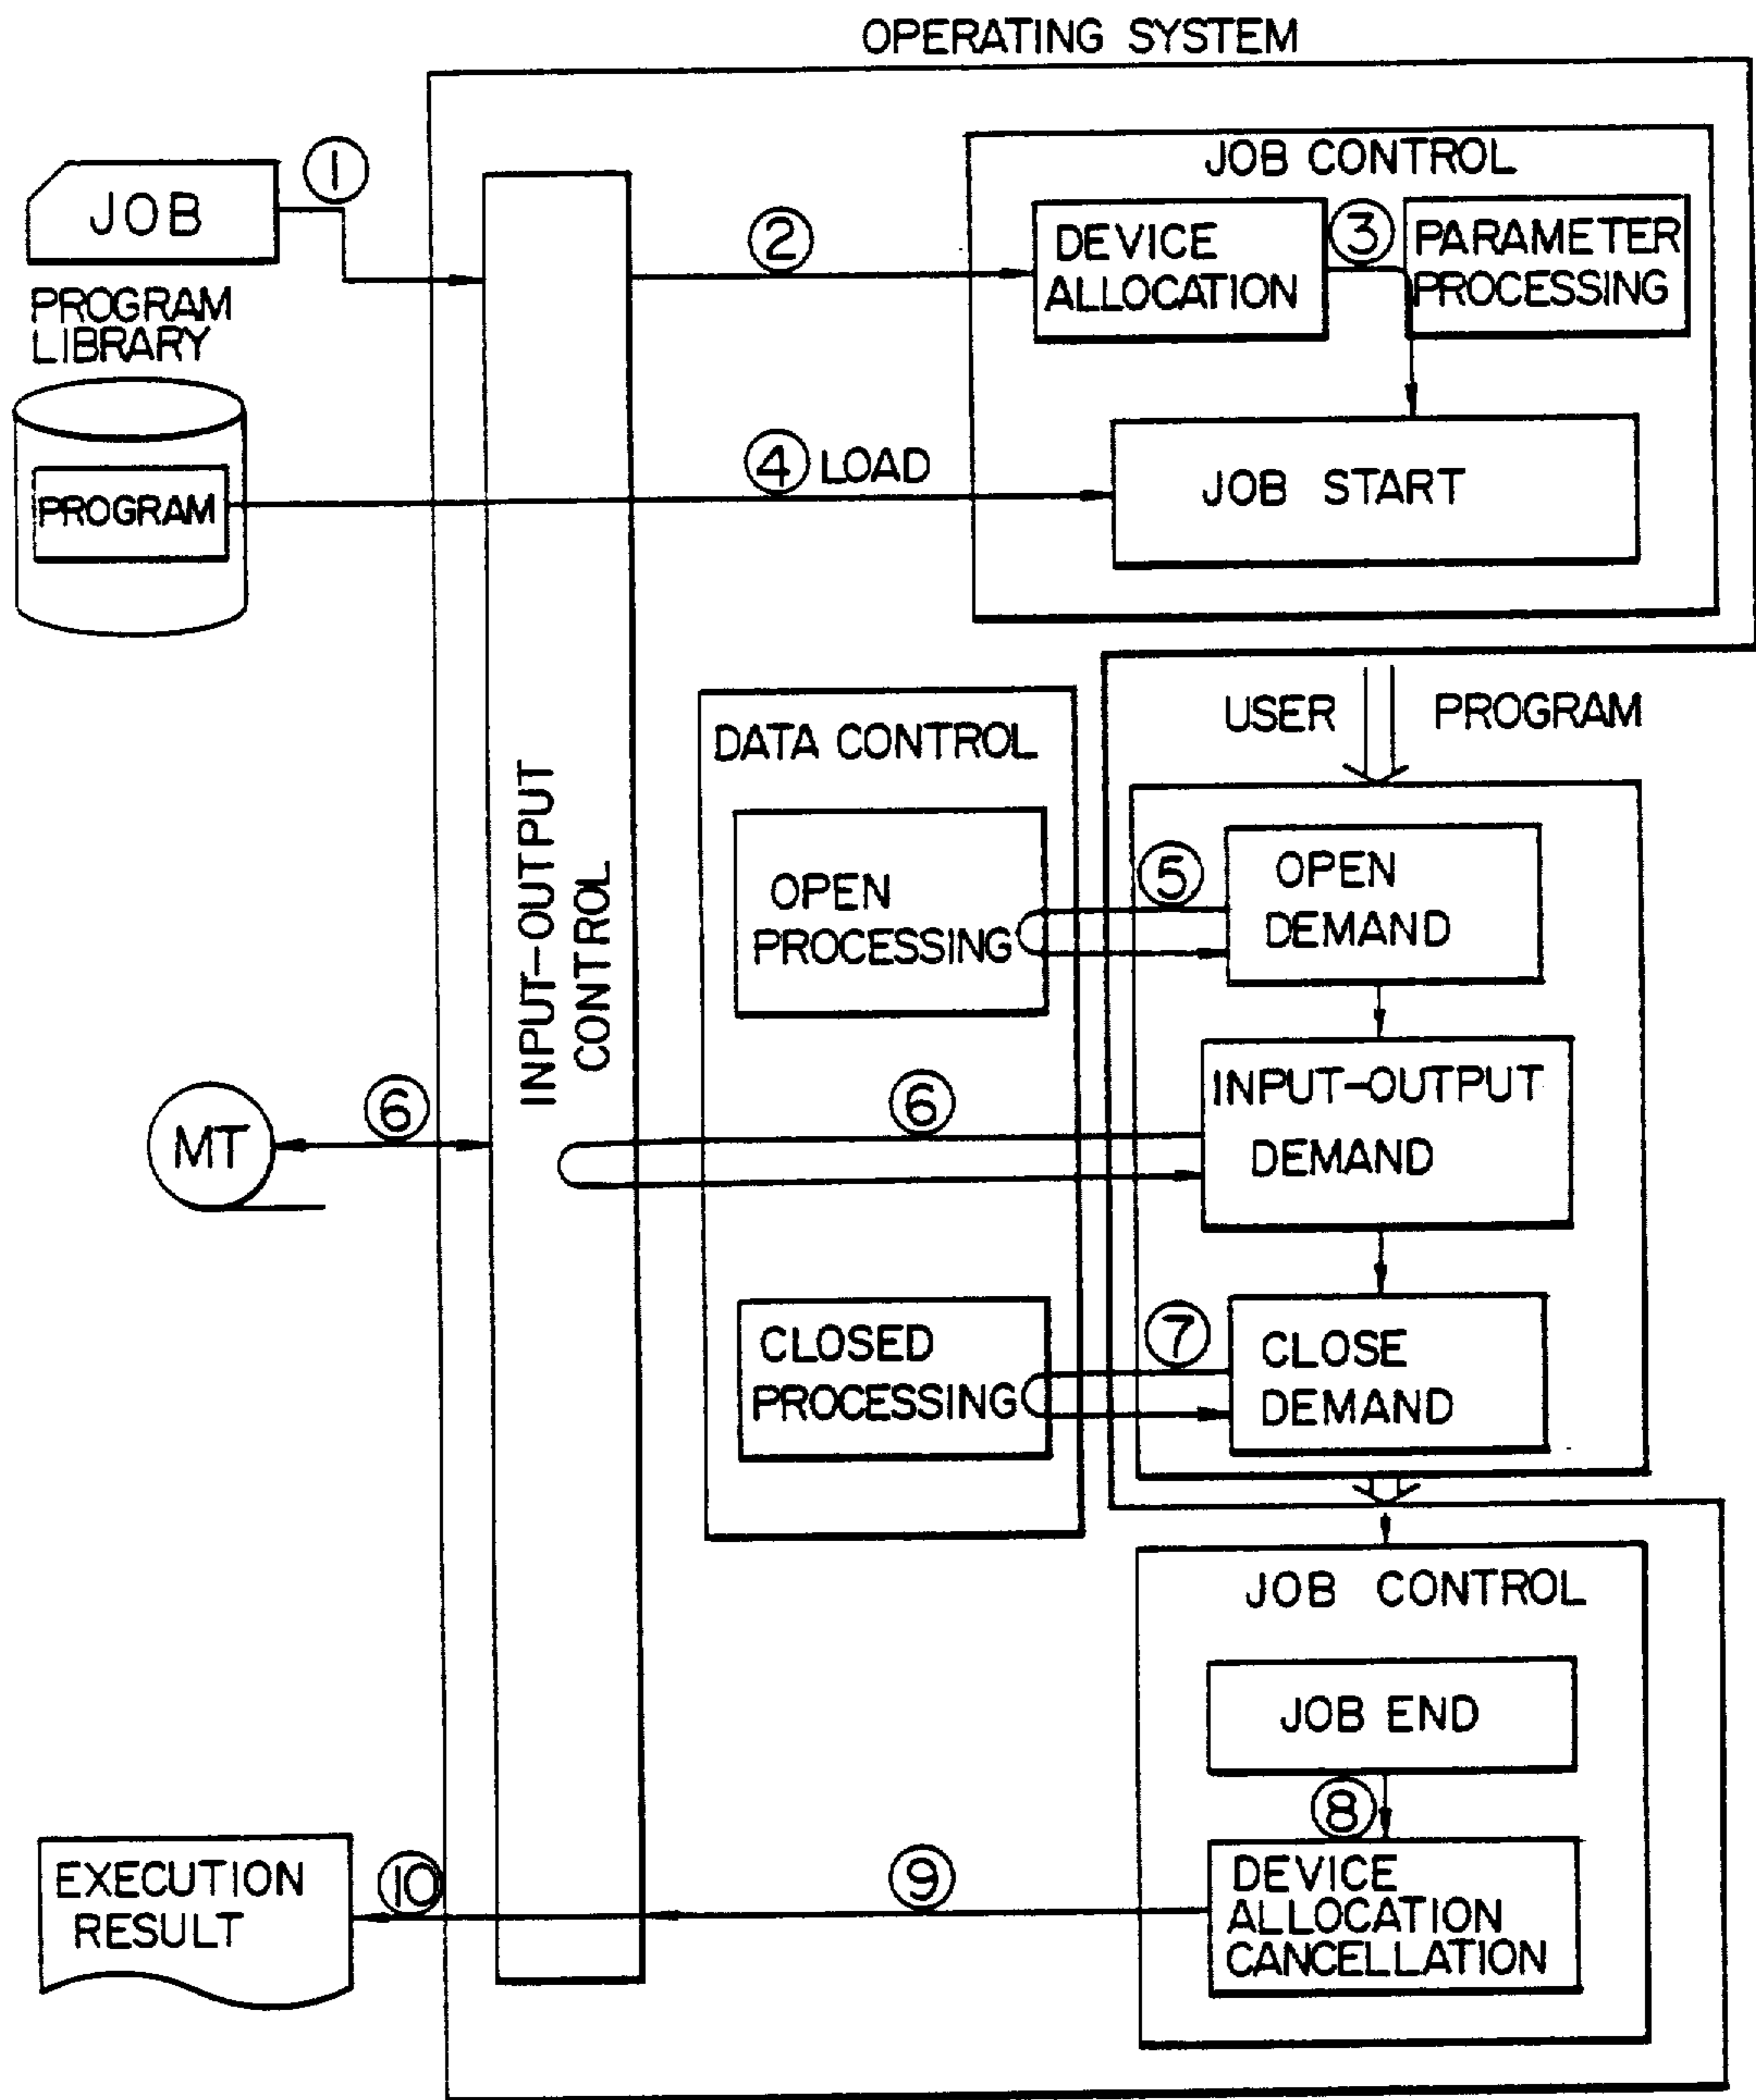 OPERATING SYSTEM
JOB
①
PROGRAM
LIBRARY
PROGRAM
②
JOB CONTROL
DEVICE
ALLOCATION
③
PARAMETER
PROCESSING
④ LOAD
JOB START
INPUT-OUTPUT
CONTROL
USER PROGRAM
DATA CONTROL
OPEN
PROCESSING
⑤
OPEN
DEMAND
MT
⑥
⑥
INPUT-OUTPUT
DEMAND
CLOSED
PROCESSING
⑦
CLOSE
DEMAND
JOB CONTROL
JOB END
⑧
DEVICE
ALLOCATION
CANCELLATION
⑨
⑩
EXECUTION
RESULT